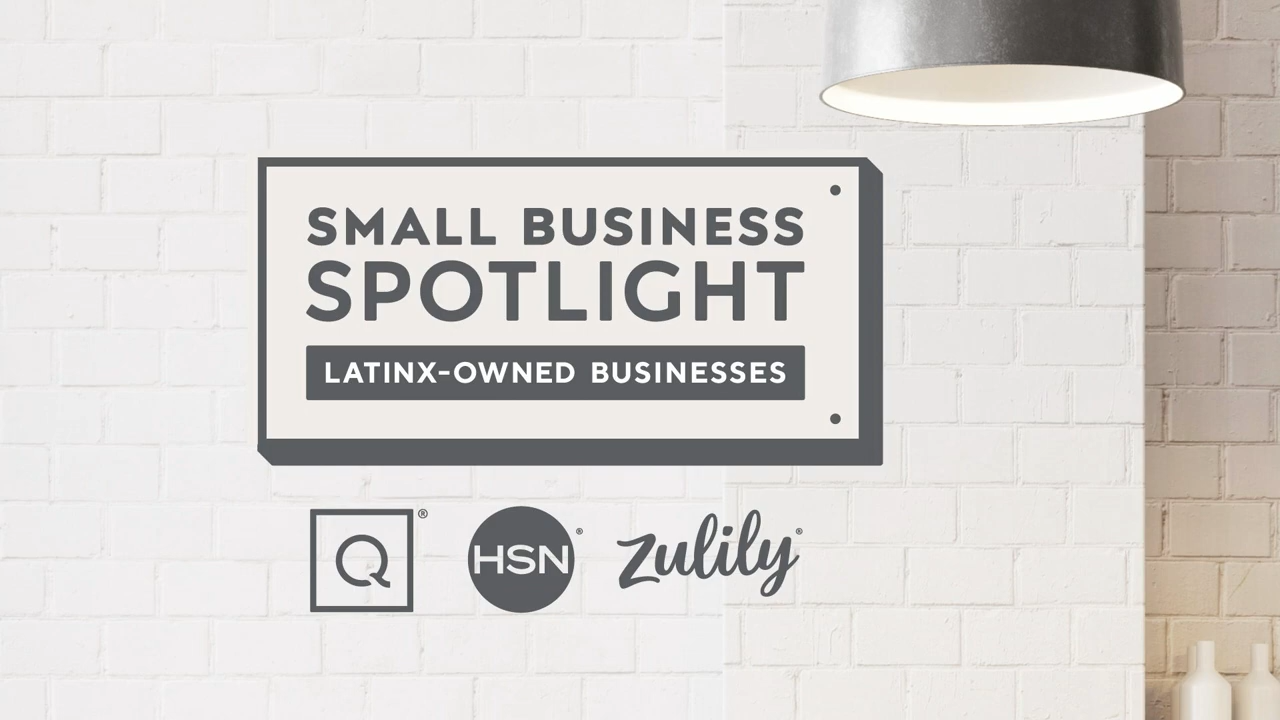 SMALL BUSINESS
SPOTLIGHT
LATINX-OWNED BUSINESSES
Q® HSN® zulily®